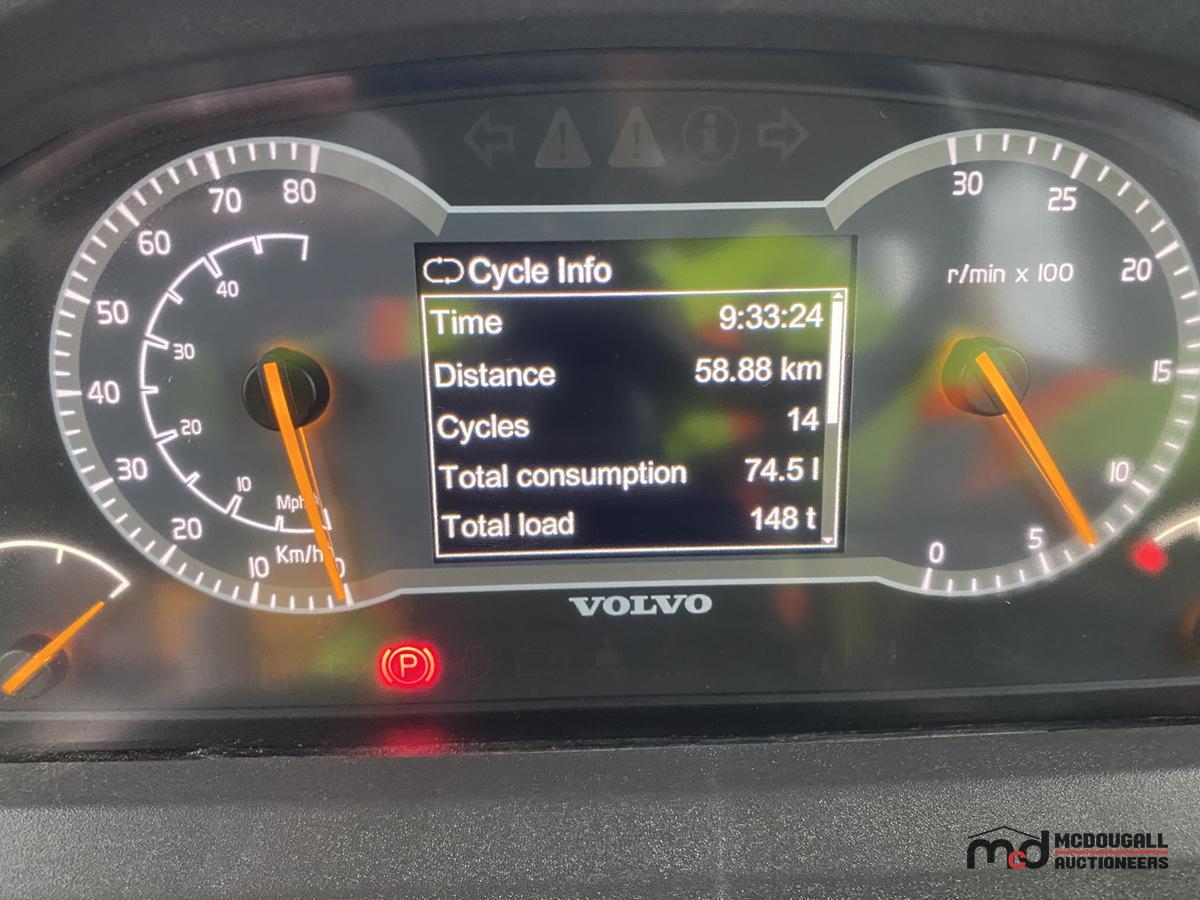 Cycle Info
Time 9:33:24
Distance 58.88 km
Cycles 14
Total consumption 74.5 l
Total load 148 t
80
70
60
50
40
30
20
10
0
Km/h
40
30
20
10
Mph
30
25
20
15
10
5
0
r/min x 100
VOLVO
P
mcd MCDOUGALL
AUCTIONEERS